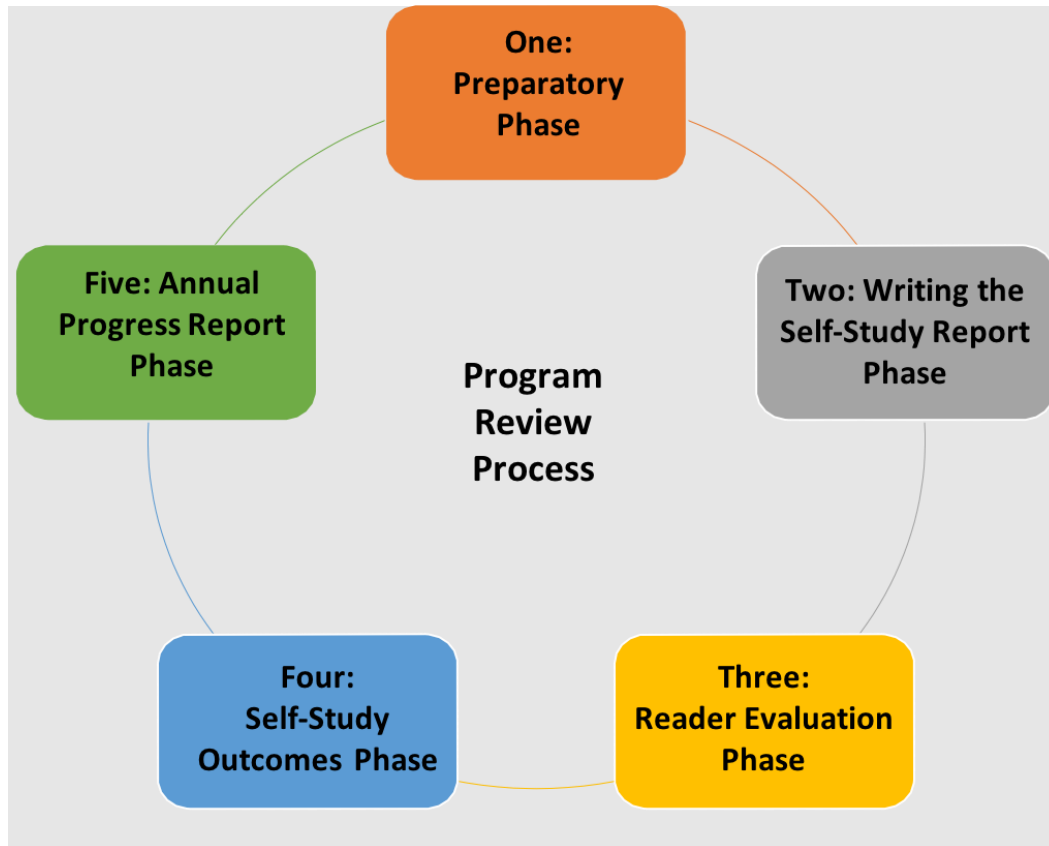 One:
Preparatory
Phase
Two: Writing the
Self-Study Report
Phase
Three:
Reader Evaluation
Phase
Four:
Self-Study
Outcomes Phase
Five: Annual
Progress Report
Phase
Program
Review
Process